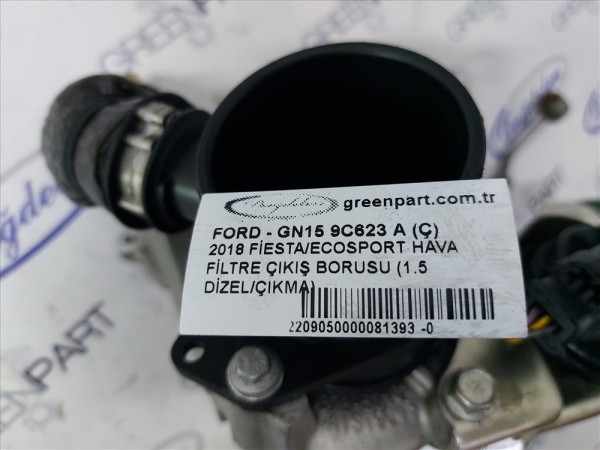 greenpart.com.tr
FORD - GN15 9C623 A (Ç)
2018 FİESTA/ECOSPORT HAVA
FİLTRE ÇIKIŞ BORUSU (1.5
DİZEL/ÇIKMA)
2209050000081393 -0
GREENPART